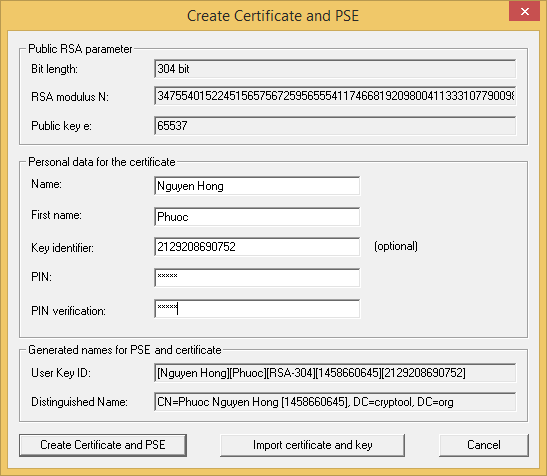 Create Certificate and PSE
Public RSA parameter
Bit length: 304 bit
RSA modulus N: 347554015224515657567259565554117466819209800411333107790098
Public key e: 65537
Personal data for the certificate
Name: Nguyen Hong
First name: Phuoc
Key identifier: 2129208690752 (optional)
PIN: *****
PIN verification: *****
Generated names for PSE and certificate
User Key ID: [Nguyen Hong][Phuoc][RSA-304][1458660645][2129208690752]
Distinguished Name: CN=Phuoc Nguyen Hong [1458660645], DC=cryptool, DC=org
Create Certificate and PSE Import certificate and key Cancel